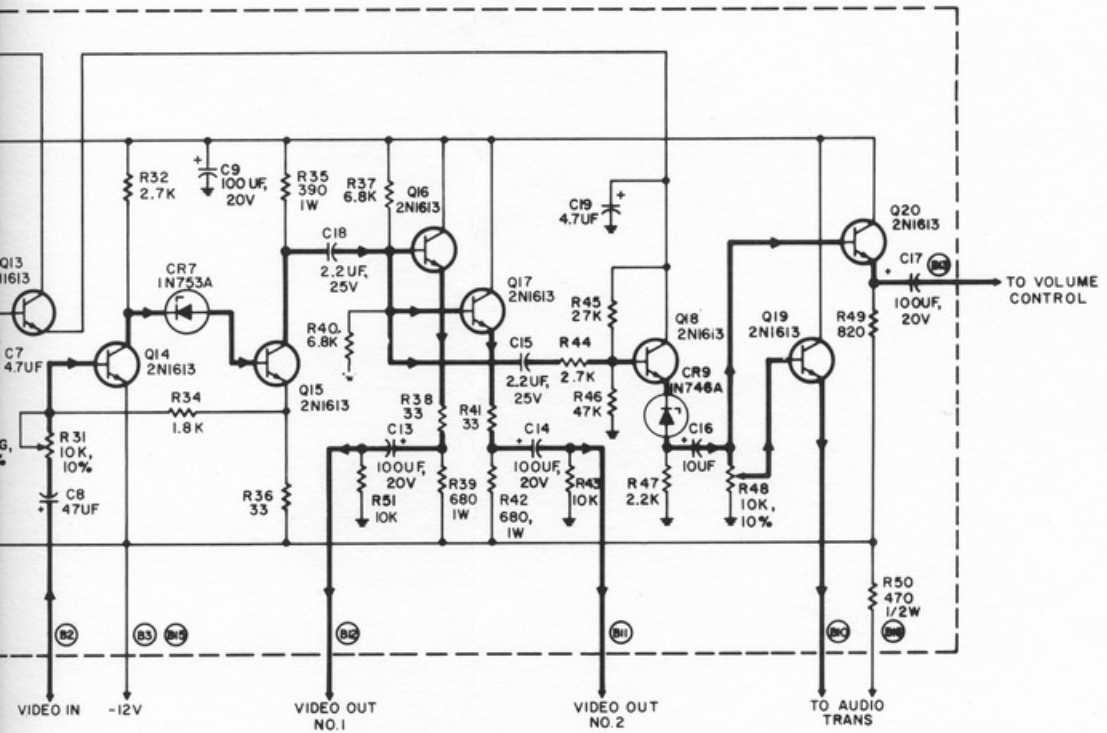 R32
2.7K
C9
100 UF,
20V
R35
390
1W
R37
6.8K
Q16
2N1613
C18
2.2UF,
25V
C19
4.7UF
Q20
2N1613
C17
100UF,
20V
TO VOLUME
CONTROL
Q13
CR7
1N753A
Q17
2N1613
R45
27K
Q18
2N1613
Q19
2N1613
R49
820
C7
4.7UF
Q14
2N1613
R40
6.8K
C15
2.2UF,
25V
R44
2.7K
CR9
1N746A
Q15
2N1613
R34
1.8K
R38
33
R41
33
R46
47K
R31
10K,
10%
C8
47UF
R36
33
C13
100UF,
20V
R51
10K
R39
680
1W
C14
100UF,
20V
R42
680,
1W
R43
10K
R47
2.2K
C16
10UF
R48
10K,
10%
R50
470
1/2W
B2
B3
B15
B12
B11
B10
VIDEO IN
-12V
VIDEO OUT
NO.1
VIDEO OUT
NO.2
TO AUDIO
TRANS